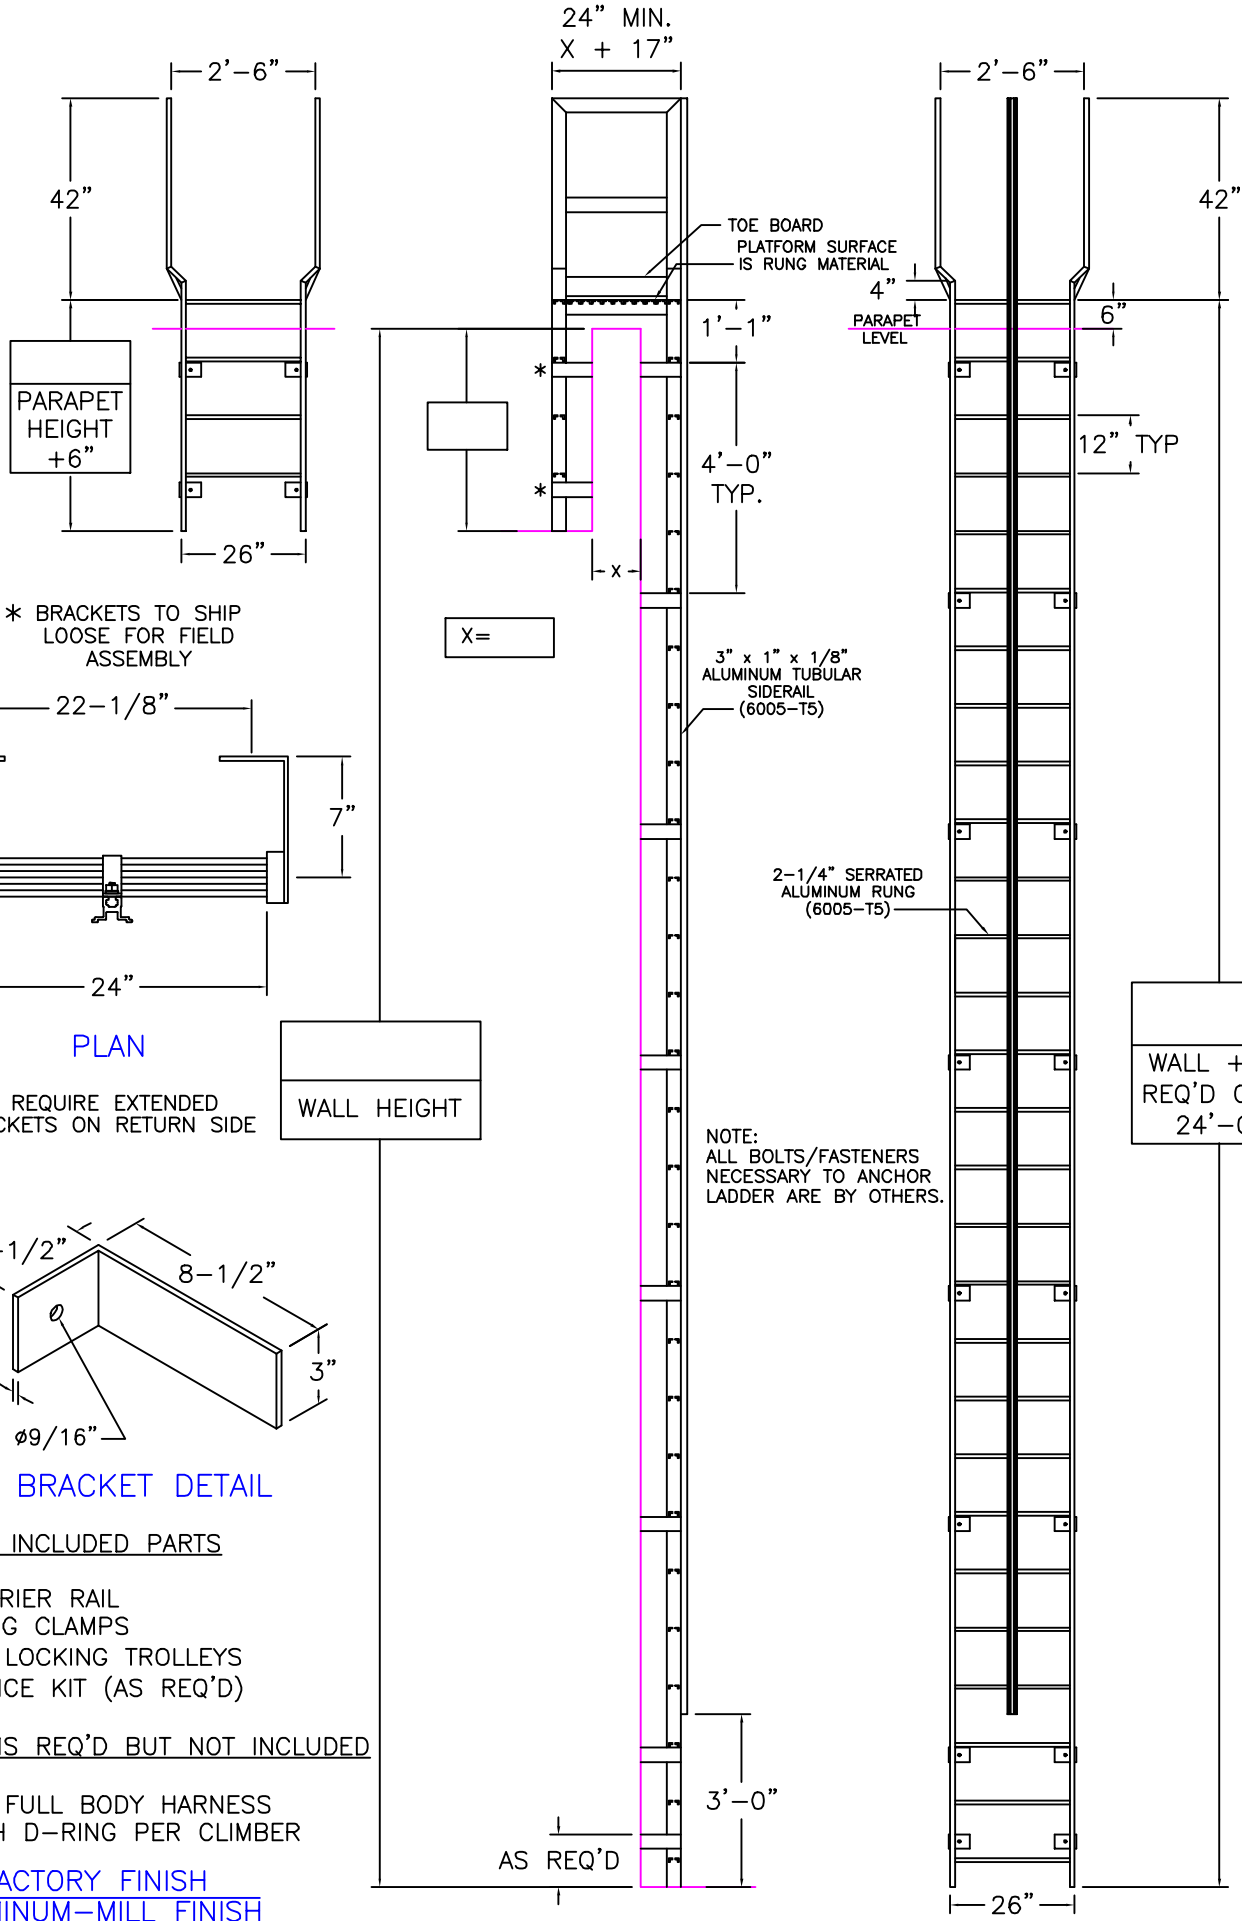 24" MIN.
X + 17"
2'-6"
2'-6"
42"
42"
TOE BOARD
PLATFORM SURFACE
IS RUNG MATERIAL
4"
6"
PARAPET
LEVEL
1'-1"
PARAPET
HEIGHT
+6"
*
*
12" TYP
4'-0"
TYP.
26"
X
* BRACKETS TO SHIP
LOOSE FOR FIELD
ASSEMBLY
X=
3" x 1" x 1/8"
ALUMINUM TUBULAR
SIDERAIL
(6005-T5)
22-1/8"
7"
2-1/4" SERRATED
ALUMINUM RUNG
(6005-T5)
24"
PLAN
REQUIRE EXTENDED
CKETS ON RETURN SIDE
WALL HEIGHT
WALL +
REQ'D
24'-0
NOTE:
ALL BOLTS/FASTENERS
NECESSARY TO ANCHOR
LADDER ARE BY OTHERS.
-1/2"
8-1/2"
3"
ø9/16"
BRACKET DETAIL
INCLUDED PARTS
RIER RAIL
G CLAMPS
LOCKING TROLLEYS
ICE KIT (AS REQ'D)
IS REQ'D BUT NOT INCLUDED
FULL BODY HARNESS
H D-RING PER CLIMBER
3'-0"
AS REQ'D
ACTORY FINISH
MINUM-MILL FINISH
26"